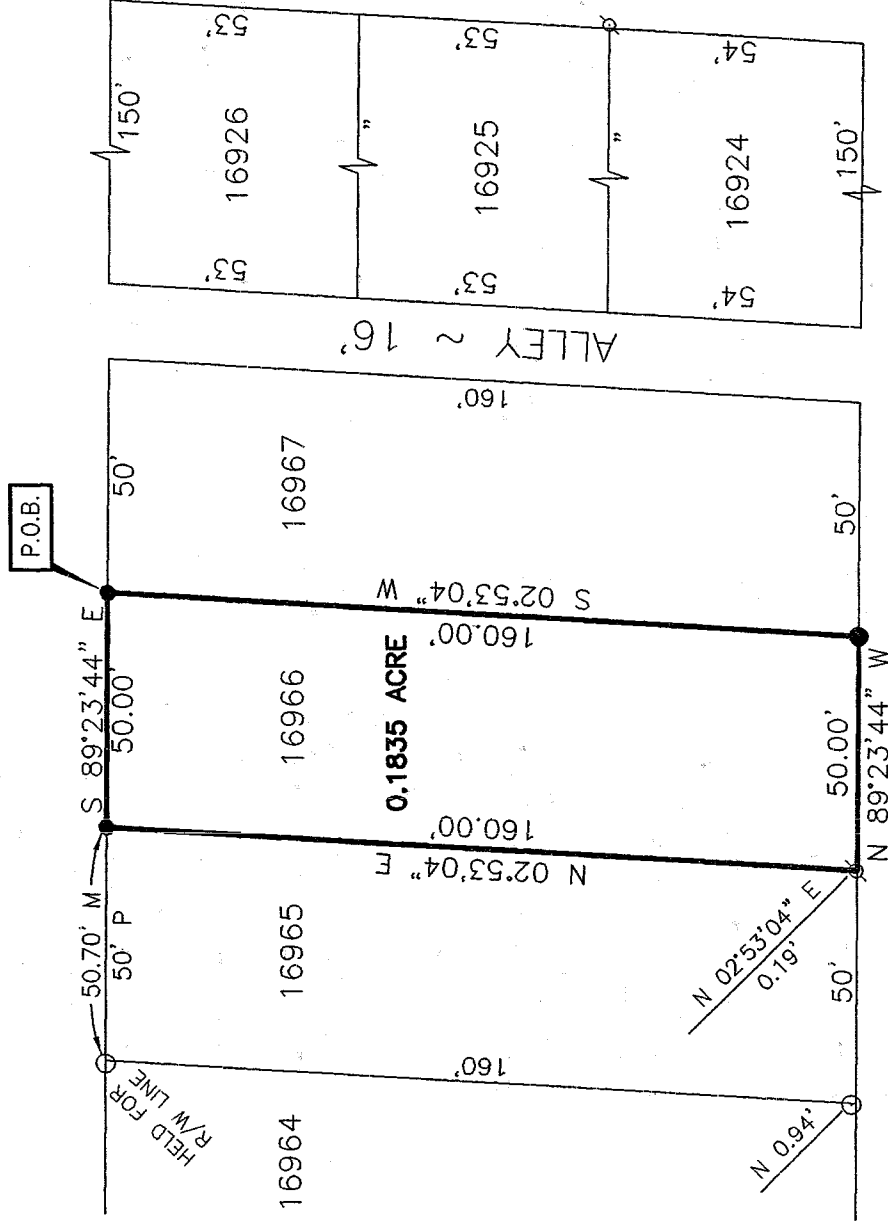 P.O.B.
S 89°23'44" E
50.00'
50.70' M
50' P
50'
150'
53'
53'
16926
"
53'
53'
16925
"
54'
54'
16924
150'
ALLEY ~ 16'
160'
16967
50'
S 02°53'04" W
160.00'
16966
0.1835 ACRE
160.00'
N 02°53'04" E
50.00'
N 89°23'44" W
16965
N 02°53'04" E
0.19'
50'
160'
HELD FOR
R/W LINE
16964
N 0.94'